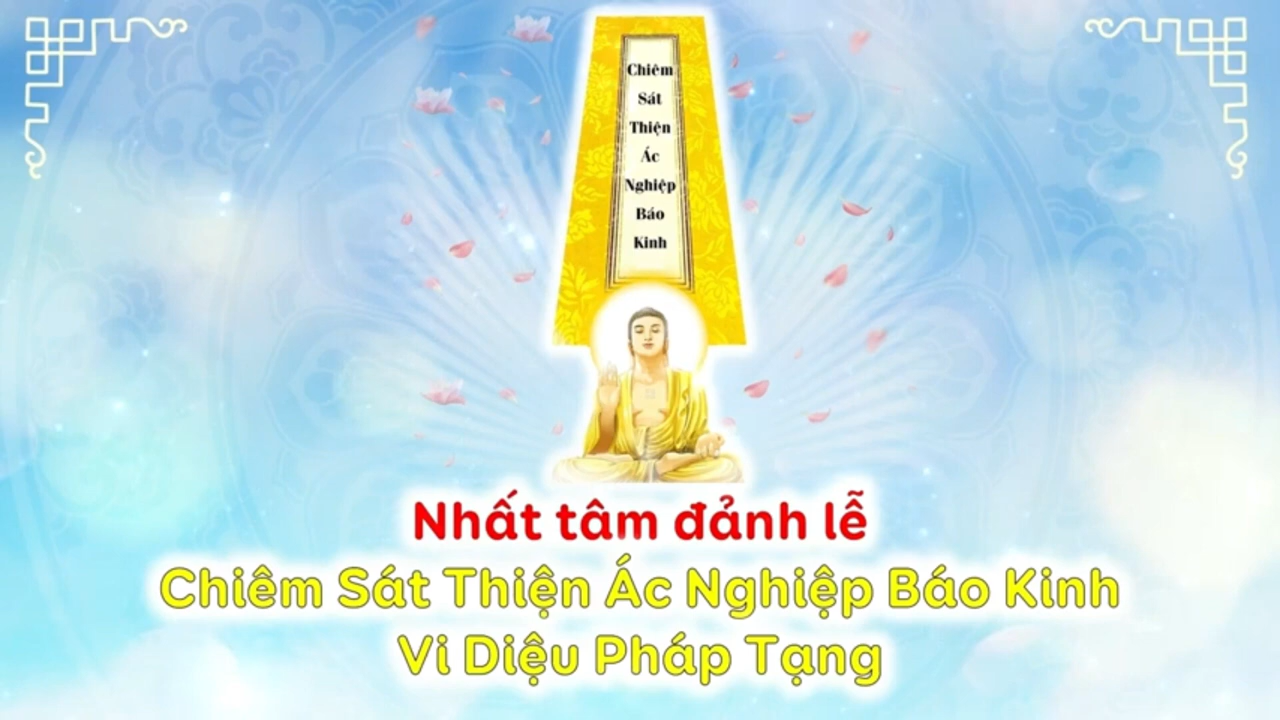 Chiêm
Sát
Thiện
Ác
Nghiệp
Báo
Kinh
Nhất tâm đảnh lễ
Chiêm Sát Thiện Ác Nghiệp Báo Kinh
Vi Diệu Pháp Tạng